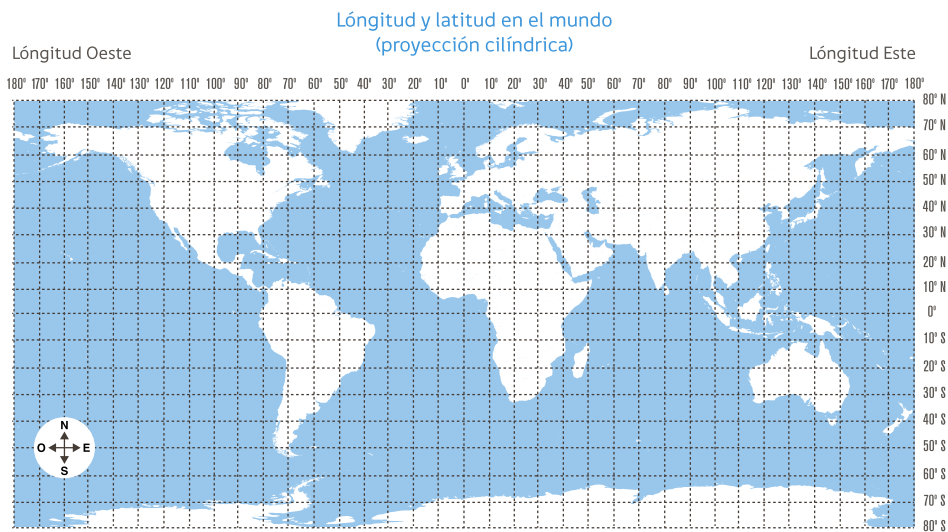 Lóngitud y latitud en el mundo
(proyección cilíndrica)
Lóngitud Oeste
Lóngitud Este
180° 170° 160° 150° 140° 130° 120° 110° 100° 90° 80° 70° 60° 50° 40° 30° 20° 10° 0° 10° 20° 30° 40° 50° 60° 70° 80° 90° 100° 110° 120° 130° 140° 150° 160° 170° 180°
80° N
70° N
60° N
50° N
40° N
30° N
20° N
10° N
0°
10° S
20° S
30° S
40° S
50° S
60° S
70° S
80° S
N
O E
S